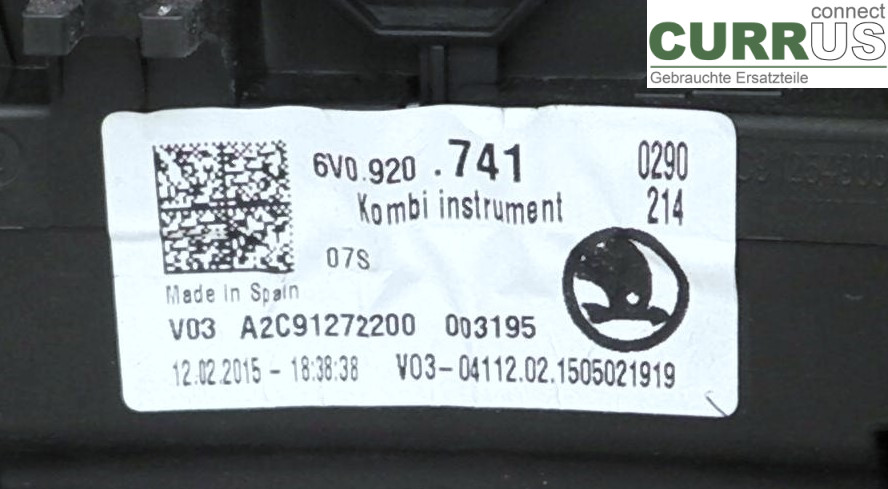 connect
CURRUS
Gebrauchte Ersatzteile
6V0.920 .741 0290
Kombi instrument 214
07S
Made in Spain
V03 A2C91272200 003195
12.02.2015 - 18:38:38 V03-04112.02.1505021919